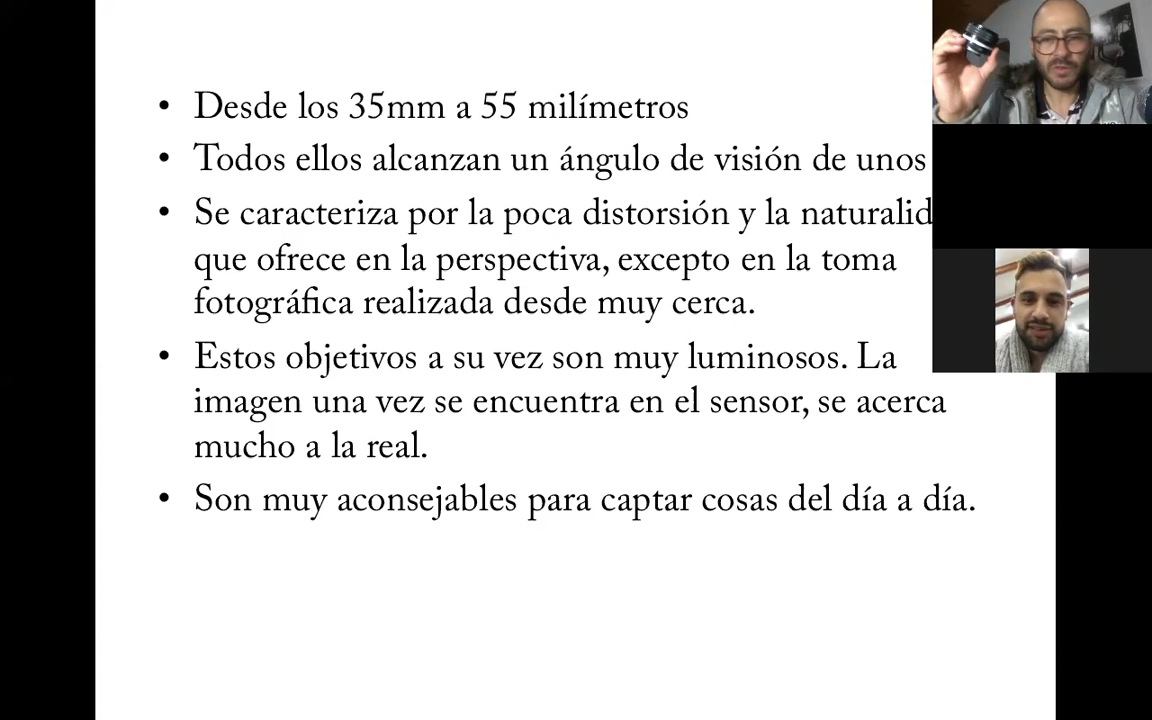 • Desde los 35mm a 55 milímetros
• Todos ellos alcanzan un ángulo de visión de unos
• Se caracteriza por la poca distorsión y la naturalid
que ofrece en la perspectiva, excepto en la toma
fotográfica realizada desde muy cerca.
• Estos objetivos a su vez son muy luminosos. La
imagen una vez se encuentra en el sensor, se acerca
mucho a la real.
• Son muy aconsejables para captar cosas del día a día.